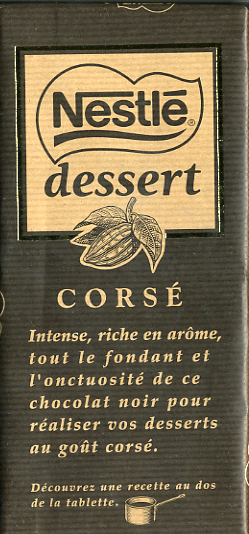 Nestlé®
dessert
CORSÉ
Intense, riche en arôme,
tout le fondant et
l'onctuosité de ce
chocolat noir pour
réaliser vos desserts
au goût corsé.
Découvrez une recette au dos
de la tablette.